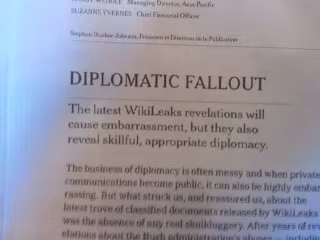 Managing Director, Asia Pacific
SUZANNE YVERNES Chief Financial Officer
Stephen Dunbar-Johnson, Président et Directeur de la Publication
DIPLOMATIC FALLOUT
The latest WikiLeaks revelations will
cause embarrassment, but they also
reveal skillful, appropriate diplomacy.
The business of diplomacy is often messy and when private
communications become public, it can also be highly embar-
rassing. But what struck us, and reassured us, about the
latest trove of classified documents released by WikiLeaks
was the absence of any real skullduggery. After years of rev-
elations about the Bush administration's abuses — includin